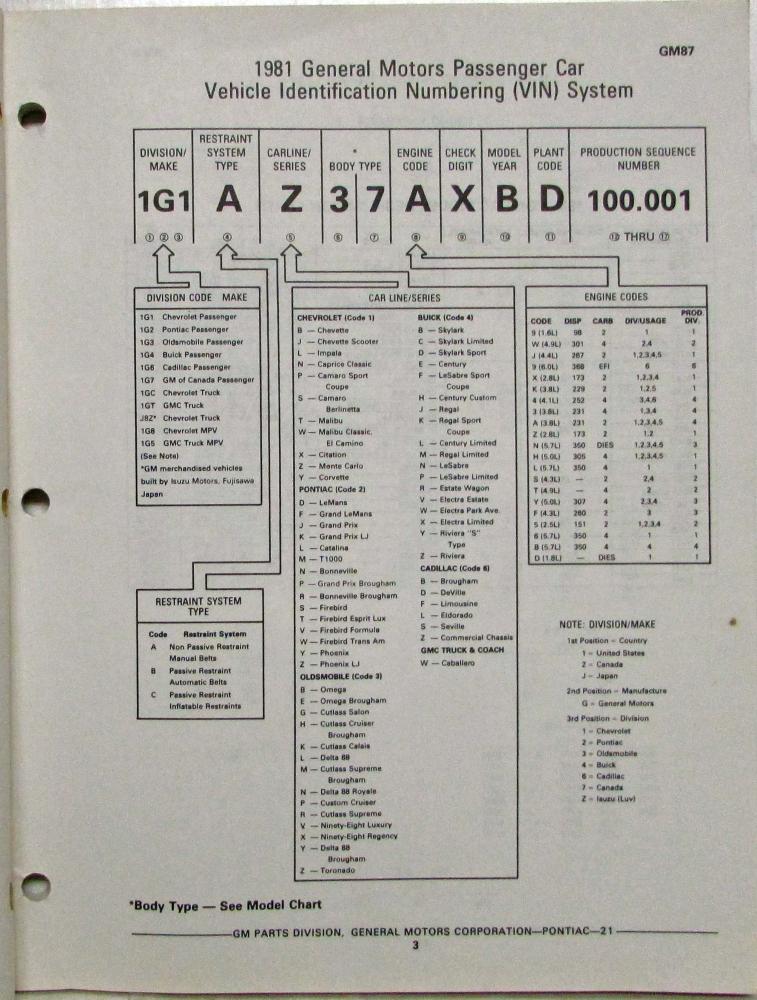 GM87
1981 General Motors Passenger Car
Vehicle Identification Numbering (VIN) System
DIVISION/ MAKE
RESTRAINT SYSTEM TYPE
CARLINE/ SERIES
* BODY TYPE
ENGINE CODE
CHECK DIGIT
MODEL YEAR
PLANT CODE
PRODUCTION SEQUENCE NUMBER
1G1 A Z 3 7 A X B D 100.001
① ② ③ ④ ⑤ ⑥ ⑦ ⑧ ⑨ ⑩ ⑪ ⑫ THRU ⑰
DIVISION CODE MAKE
1G1 Chevrolet Passenger
1G2 Pontiac Passenger
1G3 Oldsmobile Passenger
1G4 Buick Passenger
1G6 Cadillac Passenger
1G7 GM of Canada Passenger
1GC Chevrolet Truck
1GT GMC Truck
J8Z* Chevrolet Truck
1G8 Chevrolet MPV
1G5 GMC Truck MPV
(See Note)
*GM merchandised vehicles
built by Isuzu Motors, Fujisawa
Japan
RESTRAINT SYSTEM
TYPE
Code Restraint System
A Non Passive Restraint
Manual Belts
B Passive Restraint
Automatic Belts
C Passive Restraint
Inflatable Restraints
CAR LINE/SERIES
CHEVROLET (Code 1)
B — Chevette
J — Chevette Scooter
L — Impala
N — Caprice Classic
P — Camaro Sport
Coupe
S — Camaro
Berlinetta
T — Malibu
W — Malibu Classic,
El Camino
X — Citation
Z — Monte Carlo
Y — Corvette
PONTIAC (Code 2)
D — LeMans
F — Grand LeMans
J — Grand Prix
K — Grand Prix LJ
L — Catalina
M — T1000
N — Bonneville
P — Grand Prix Brougham
R — Bonneville Brougham
S — Firebird
T — Firebird Esprit Lux
V — Firebird Formula
W — Firebird Trans Am
Y — Phoenix
Z — Phoenix LJ
OLDSMOBILE (Code 3)
B — Omega
E — Omega Brougham
G — Cutlass Salon
H — Cutlass Cruiser
Brougham
K — Cutlass Calais
L — Delta 88
M — Cutlass Supreme
Brougham
N — Delta 88 Royale
P — Custom Cruiser
R — Cutlass Supreme
V — Ninety-Eight Luxury
X — Ninety-Eight Regency
Y — Delta 88
Brougham
Z — Toronado
BUICK (Code 4)
B — Skylark
C — Skylark Limited
D — Skylark Sport
E — Century
F — LeSabre Sport
Coupe
H — Century Custom
J — Regal
K — Regal Sport
Coupe
L — Century Limited
M — Regal Limited
N — LeSabre
P — LeSabre Limited
R — Estate Wagon
V — Electra Estate
W — Electra Park Ave.
X — Electra Limited
Y — Riviera "S"
Type
Z — Riviera
CADILLAC (Code 6)
B — Brougham
D — DeVille
F — Limousine
L — Eldorado
S — Seville
Z — Commercial Chassis
GMC TRUCK & COACH
W — Caballero
ENGINE CODES
CODE DISP CARB DIV/USAGE PROD. DIV.
9 (1.6L) 98 2 1 1
W (4.9L) 301 4 2,4 2
J (4.4L) 267 2 1,2,3,4,5 1
9 (6.0L) 368 EFI 6 6
X (2.8L) 173 2 1,2,3,4 1
K (3.8L) 229 2 1,2,5 1
4 (4.1L) 252 4 3,4,6 4
3 (3.8L) 231 4 1,3,4 4
A (3.8L) 231 2 1,2,3,4,5 4
Z (2.8L) 173 2 1,2 1
N (5.7L) 350 DIES 1,2,3,4,6 3
H (5.0L) 305 4 1,2,3,4,5 1
L (5.7L) 350 4 1 1
S (4.3L) — 2 2,4 2
T (4.9L) — 4 2 2
Y (5.0L) 307 4 2,3,4 3
F (4.3L) 260 2 3 3
5 (2.5L) 151 2 1,2,3,4 2
6 (5.7L) 350 4 1 1
8 (5.7L) 350 4 4 4
D (1.8L) — DIES 1 1
NOTE: DIVISION/MAKE
1st Position — Country
1 — United States
2 — Canada
J — Japan
2nd Position — Manufacture
G — General Motors
3rd Position — Division
1 — Chevrolet
2 — Pontiac
3 — Oldsmobile
4 — Buick
6 — Cadillac
7 — Canada
Z — Isuzu (Luv)
*Body Type — See Model Chart
GM PARTS DIVISION, GENERAL MOTORS CORPORATION—PONTIAC—21
3